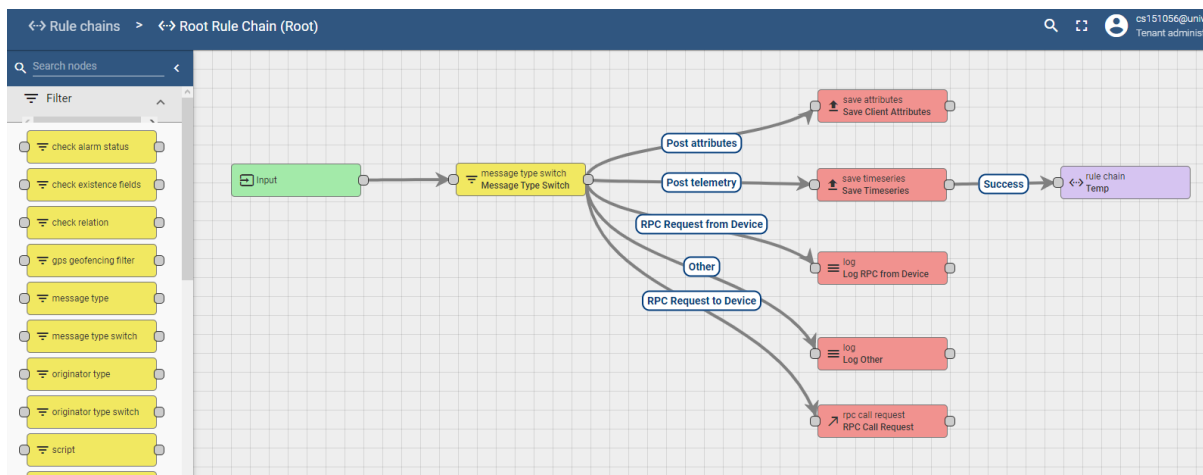 Rule chains > Root Rule Chain (Root)
cs151056@univ
Tenant administ
Search nodes
Filter
check alarm status
check existence fields
check relation
gps geofencing filter
message type
message type switch
originator type
originator type switch
script
Input
message type switch
Message Type Switch
Post attributes
Post telemetry
RPC Request from Device
Other
RPC Request to Device
save attributes
Save Client Attributes
save timeseries
Save Timeseries
Success
rule chain
Temp
log
Log RPC from Device
log
Log Other
rpc call request
RPC Call Request